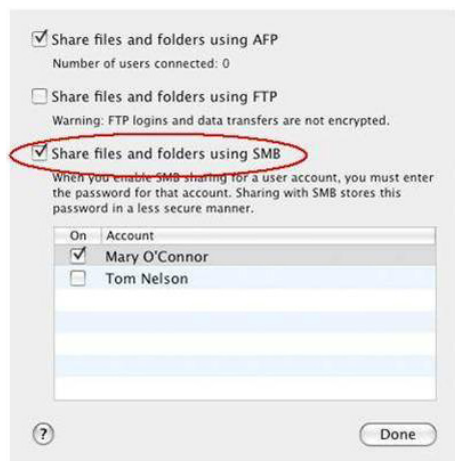 Share files and folders using AFP
Number of users connected: 0
Share files and folders using FTP
Warning: FTP logins and data transfers are not encrypted.
Share files and folders using SMB
When you enable SMB sharing for a user account, you must enter
the password for that account. Sharing with SMB stores this
password in a less secure manner.
On Account
Mary O'Connor
Tom Nelson
? Done